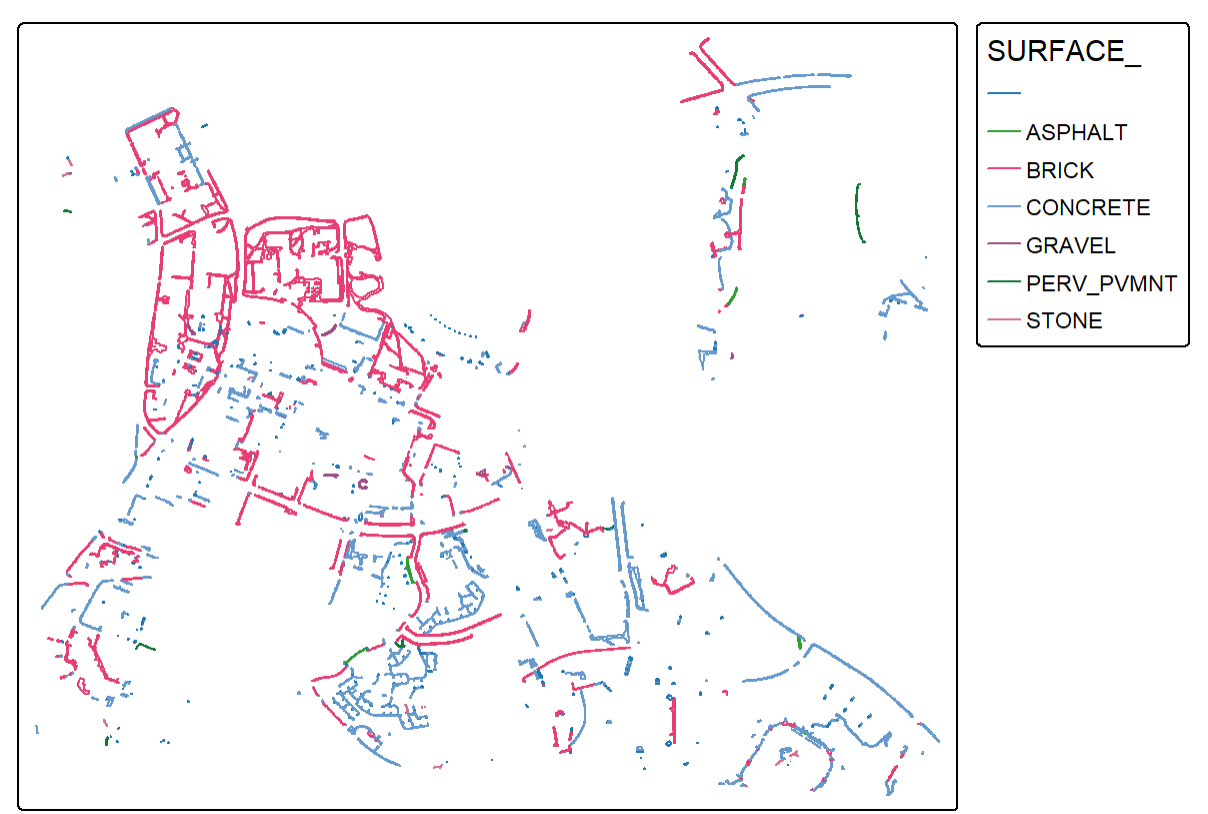 SURFACE_
ASPHALT
BRICK
CONCRETE
GRAVEL
PERV_PVMNT
STONE